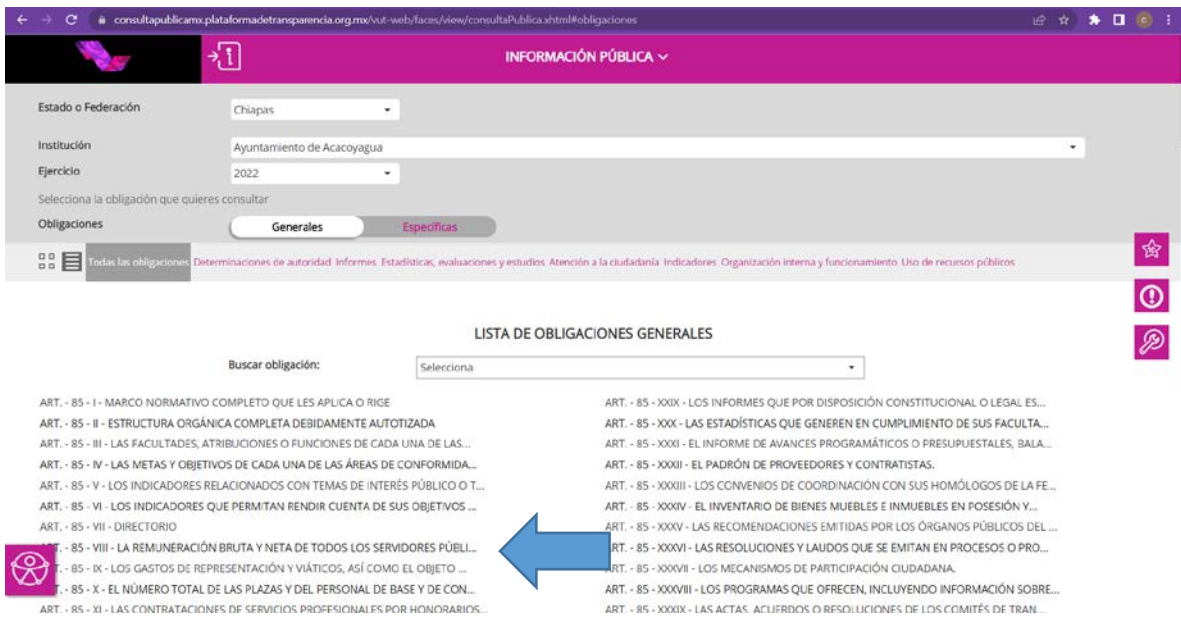 consultapublicamx.plataformadetransparencia.org.mx/vut-web/faces/view/consultaPublica.xhtml#obligaciones
INFORMACIÓN PÚBLICA
Estado o Federación
Chiapas
Institución
Ayuntamiento de Acacoyagua
Ejercicio
2022
Selecciona la obligación que quieres consultar
Obligaciones
Generales
Específicas
Todas las obligaciones Determinaciones de autoridad Informes Estadísticas, evaluaciones y estudios Atención a la ciudadanía Indicadores Organización interna y funcionamiento Uso de recursos públicos
LISTA DE OBLIGACIONES GENERALES
Buscar obligación:
Selecciona
ART. - 85 - I - MARCO NORMATIVO COMPLETO QUE LES APLICA O RIGE
ART. - 85 - II - ESTRUCTURA ORGÁNICA COMPLETA DEBIDAMENTE AUTOTIZADA
ART. - 85 - III - LAS FACULTADES, ATRIBUCIONES O FUNCIONES DE CADA UNA DE LAS...
ART. - 85 - IV - LAS METAS Y OBJETIVOS DE CADA UNA DE LAS ÁREAS DE CONFORMIDA...
ART. - 85 - V - LOS INDICADORES RELACIONADOS CON TEMAS DE INTERÉS PÚBLICO O T...
ART. - 85 - VI - LOS INDICADORES QUE PERMITAN RENDIR CUENTA DE SUS OBJETIVOS ...
ART. - 85 - VII - DIRECTORIO
T. - 85 - VIII - LA REMUNERACIÓN BRUTA Y NETA DE TODOS LOS SERVIDORES PÚBLI...
T. - 85 - IX - LOS GASTOS DE REPRESENTACIÓN Y VIÁTICOS, ASÍ COMO EL OBJETO ...
T. - 85 - X - EL NÚMERO TOTAL DE LAS PLAZAS Y DEL PERSONAL DE BASE Y DE CON...
ART. - 85 - XI - LAS CONTRATACIONES DE SERVICIOS PROFESIONALES POR HONORARIOS...
ART. - 85 - XXIX - LOS INFORMES QUE POR DISPOSICIÓN CONSTITUCIONAL O LEGAL ES...
ART. - 85 - XXX - LAS ESTADÍSTICAS QUE GENEREN EN CUMPLIMIENTO DE SUS FACULTA...
ART. - 85 - XXXI - EL INFORME DE AVANCES PROGRAMÁTICOS O PRESUPUESTALES, BALA...
ART. - 85 - XXXII - EL PADRÓN DE PROVEEDORES Y CONTRATISTAS.
ART. - 85 - XXXIII - LOS CONVENIOS DE COORDINACIÓN CON SUS HOMÓLOGOS DE LA FE...
ART. - 85 - XXXIV - EL INVENTARIO DE BIENES MUEBLES E INMUEBLES EN POSESIÓN Y...
ART. - 85 - XXXV - LAS RECOMENDACIONES EMITIDAS POR LOS ÓRGANOS PÚBLICOS DEL ...
RT. - 85 - XXXVI - LAS RESOLUCIONES Y LAUDOS QUE SE EMITAN EN PROCESOS O PRO...
RT. - 85 - XXXVII - LOS MECANISMOS DE PARTICIPACIÓN CIUDADANA.
ART. - 85 - XXXVIII - LOS PROGRAMAS QUE OFRECEN, INCLUYENDO INFORMACIÓN SOBRE...
ART. - 85 - XXXIX - LAS ACTAS, ACUERDOS O RESOLUCIONES DE LOS COMITÉS DE TRAN...